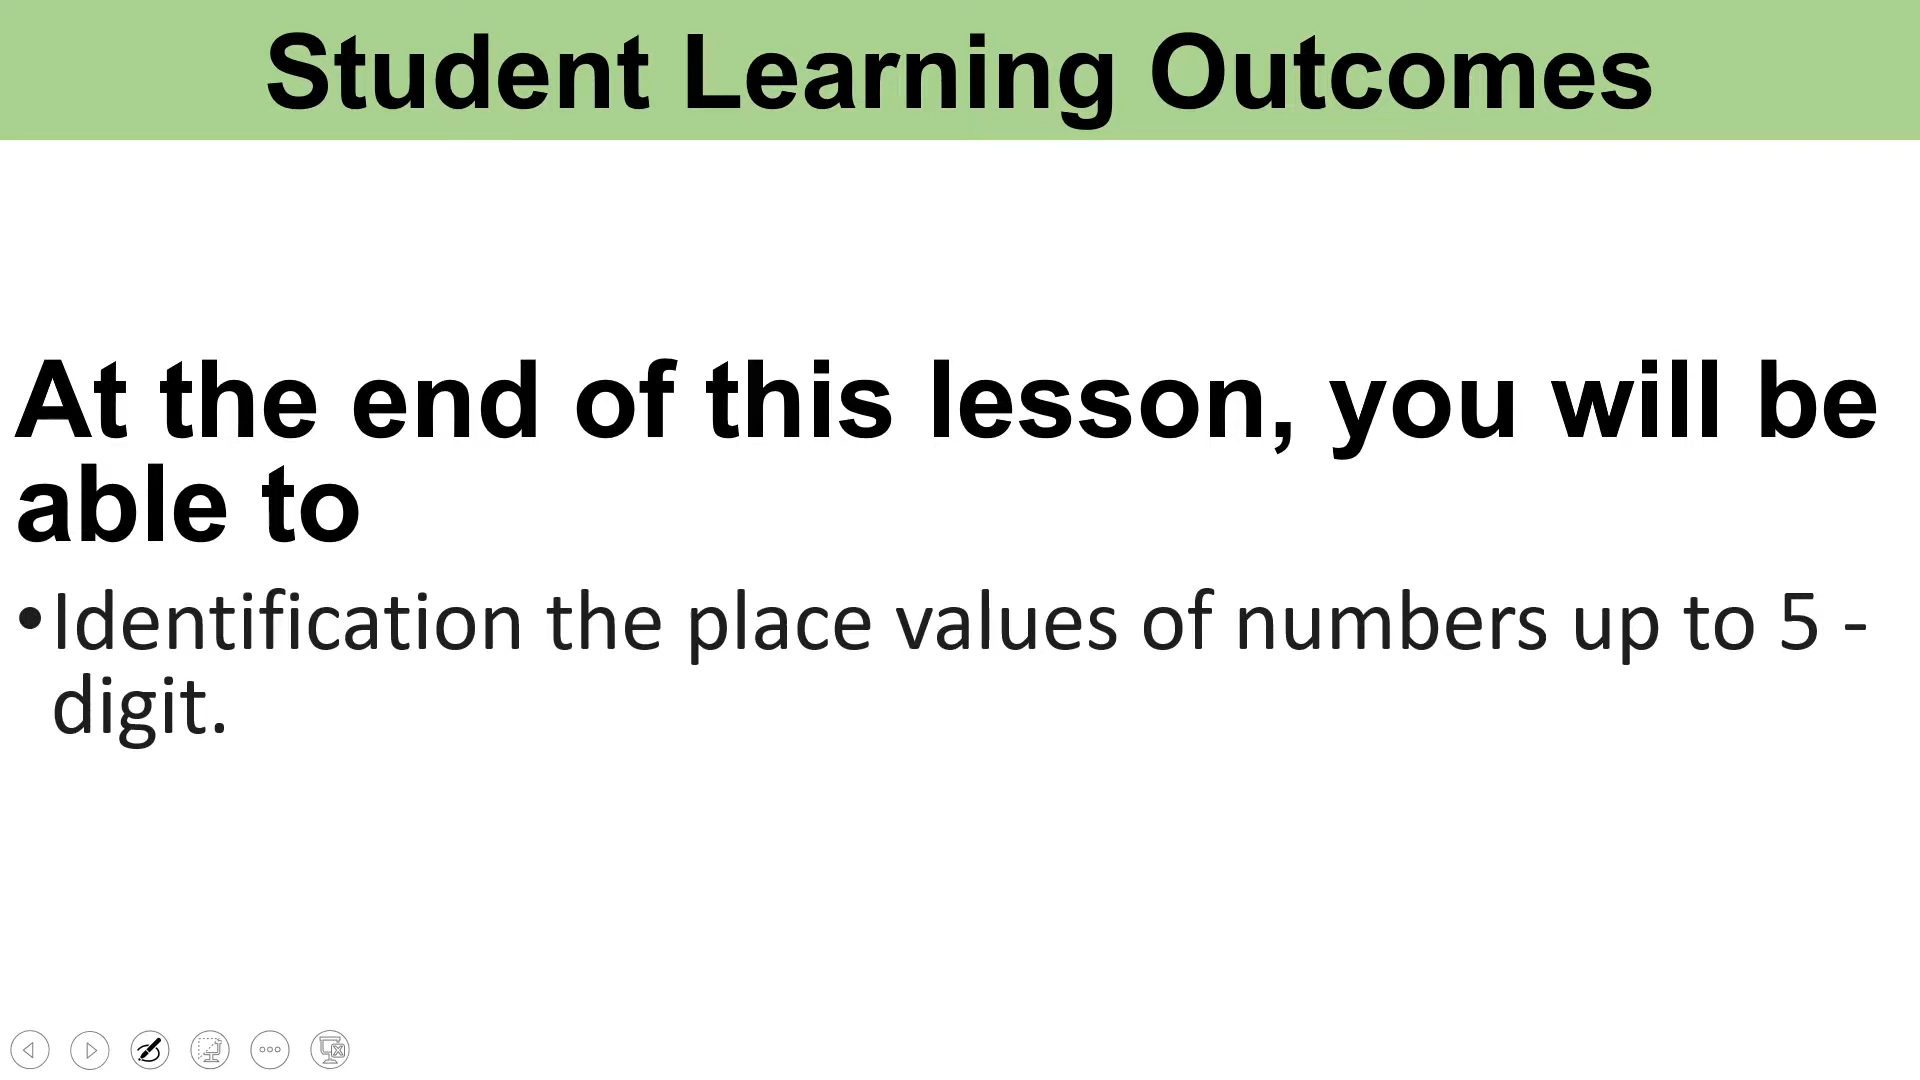 Student Learning Outcomes
At the end of this lesson, you will be
able to
•Identification the place values of numbers up to 5 -
digit.